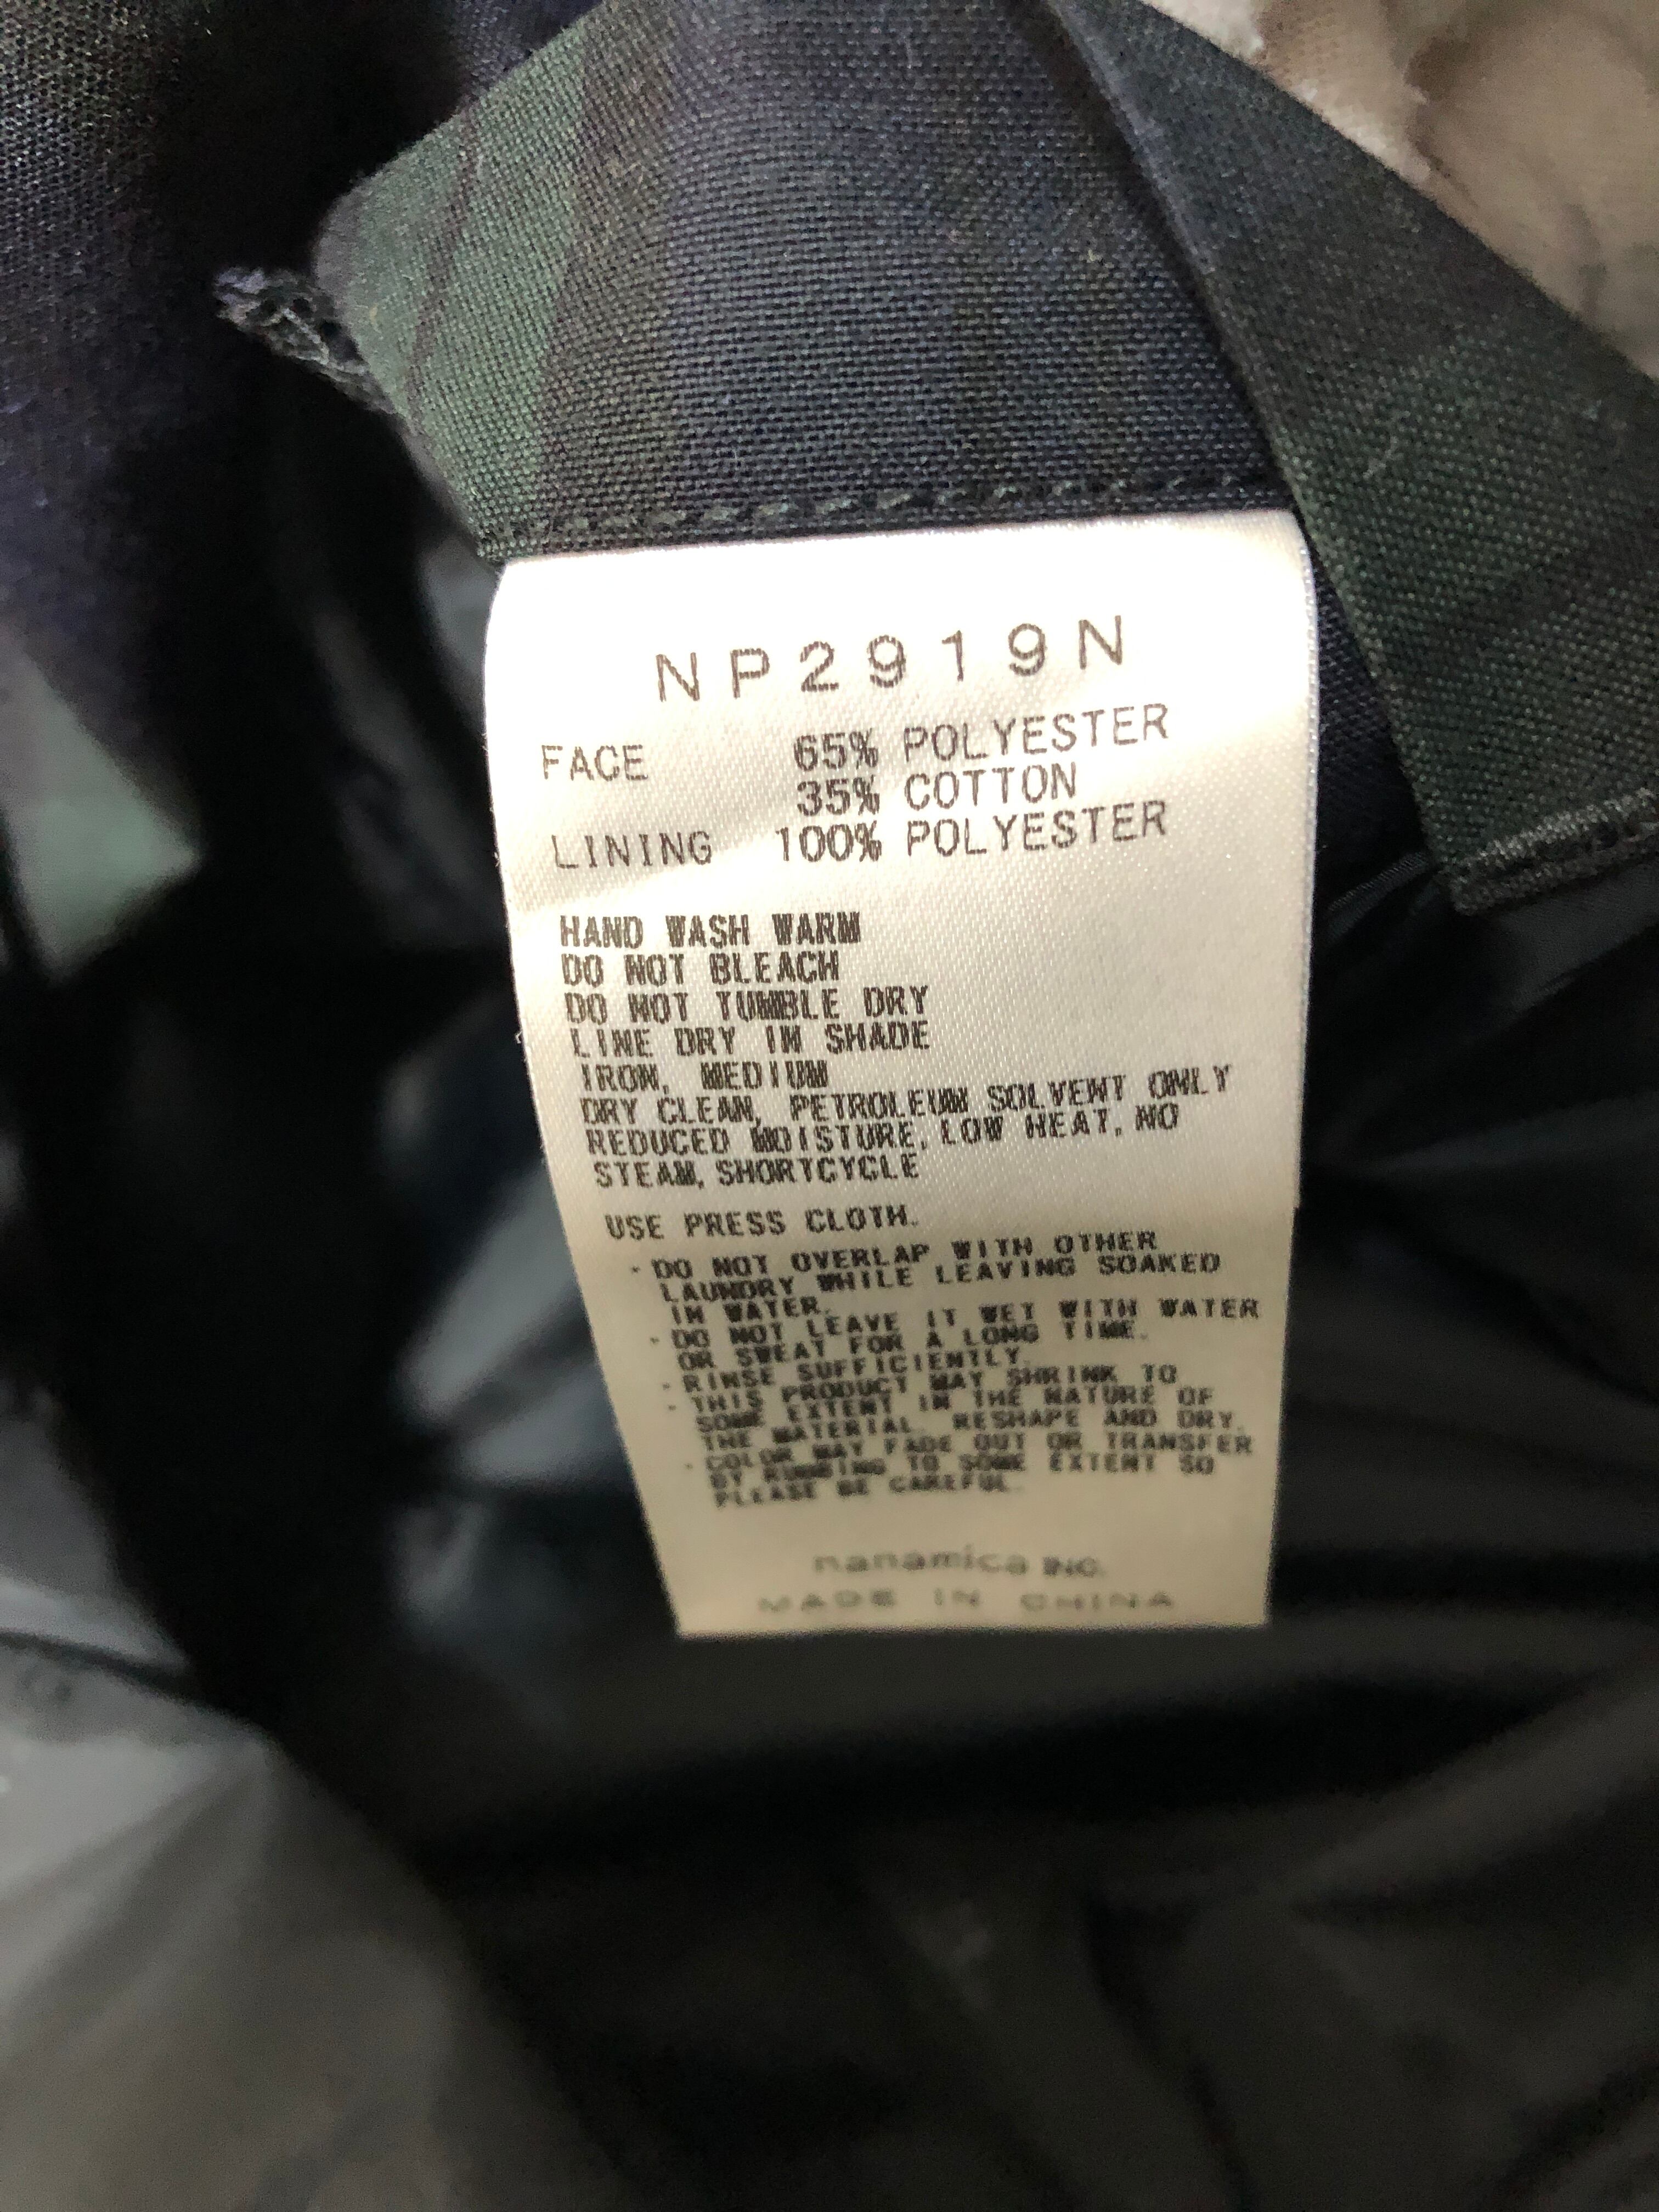 NP2919N
FACE 65% POLYESTER
35% COTTON
LINING 100% POLYESTER
HAND WASH WARM
DO NOT BLEACH
DO NOT TUMBLE DRY
LINE DRY IN SHADE
IRON, MEDIUM
DRY CLEAN, PETROLEUM SOLVENT ONLY
REDUCED MOISTURE, LOW HEAT, NO
STEAM, SHORTCYCLE
USE PRESS CLOTH.
・DO NOT OVERLAP WITH OTHER
LAUNDRY WHILE LEAVING SOAKED
IN WATER.
・DO NOT LEAVE IT WET WITH WATER
OR SWEAT FOR A LONG TIME.
・RINSE SUFFICIENTLY.
・THIS PRODUCT MAY SHRINK TO
SOME EXTENT IN THE NATURE OF
THE MATERIAL. RESHAPE AND DRY.
・COLOR MAY FADE OUT OR TRANSFER
BY RUBBING TO SOME EXTENT SO
PLEASE BE CAREFUL.
nanamica INC.
MADE IN CHINA